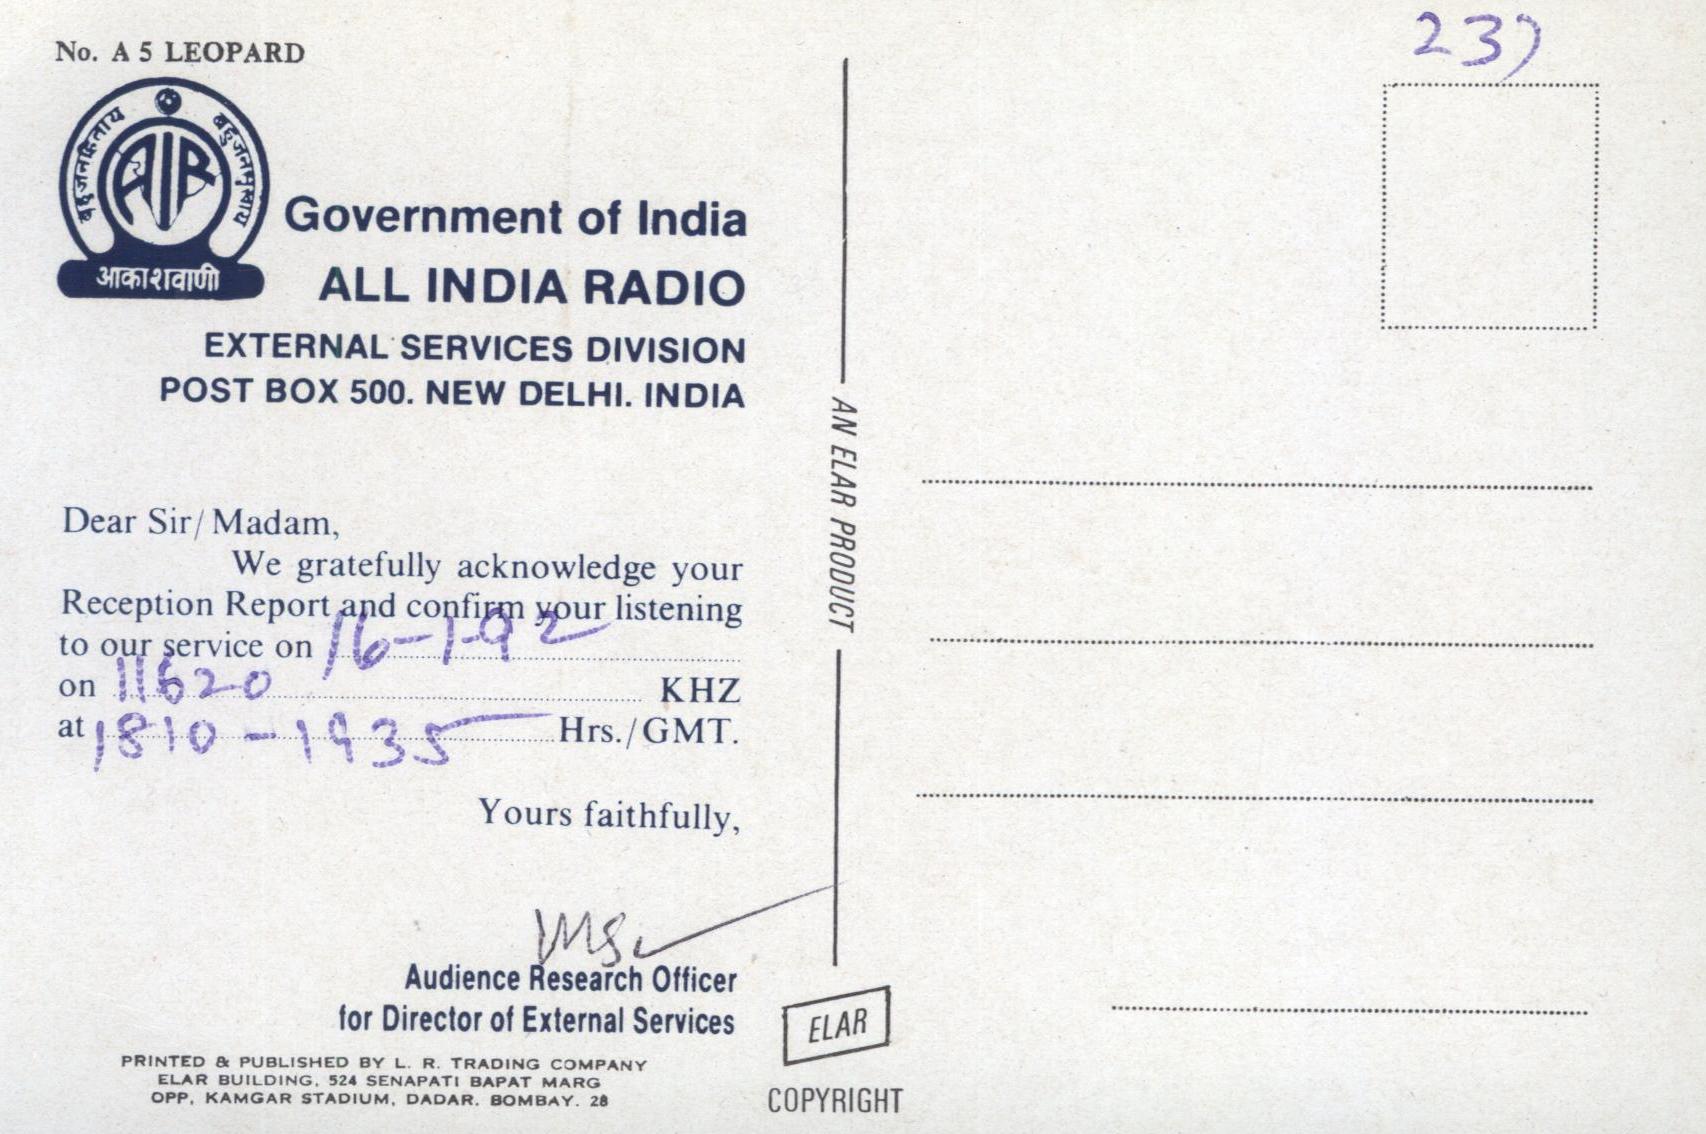 No. A 5 LEOPARD
बहुजनहिताय बहुजनसुखाय
AIR
आकाशवाणी
Government of India
ALL INDIA RADIO
EXTERNAL SERVICES DIVISION
POST BOX 500. NEW DELHI. INDIA
Dear Sir/Madam,
We gratefully acknowledge your
Reception Report and confirm your listening
to our service on 16-1-92
on 11620 KHZ
at 1810-1935 Hrs./GMT.
Yours faithfully,
Audience Research Officer
for Director of External Services
PRINTED & PUBLISHED BY L. R. TRADING COMPANY
ELAR BUILDING, 524 SENAPATI BAPAT MARG
OPP, KAMGAR STADIUM, DADAR. BOMBAY. 28
AN ELAR PRODUCT
ELAR
COPYRIGHT